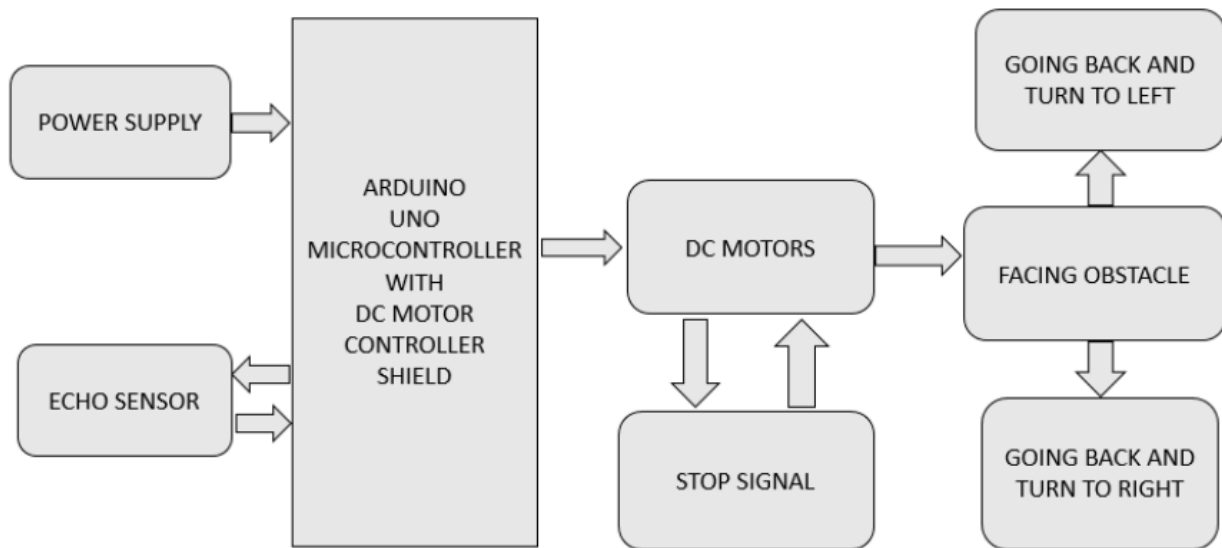 POWER SUPPLY
ECHO SENSOR
ARDUINO
UNO
MICROCONTROLLER
WITH
DC MOTOR
CONTROLLER
SHIELD
DC MOTORS
STOP SIGNAL
GOING BACK AND
TURN TO LEFT
FACING OBSTACLE
GOING BACK AND
TURN TO RIGHT